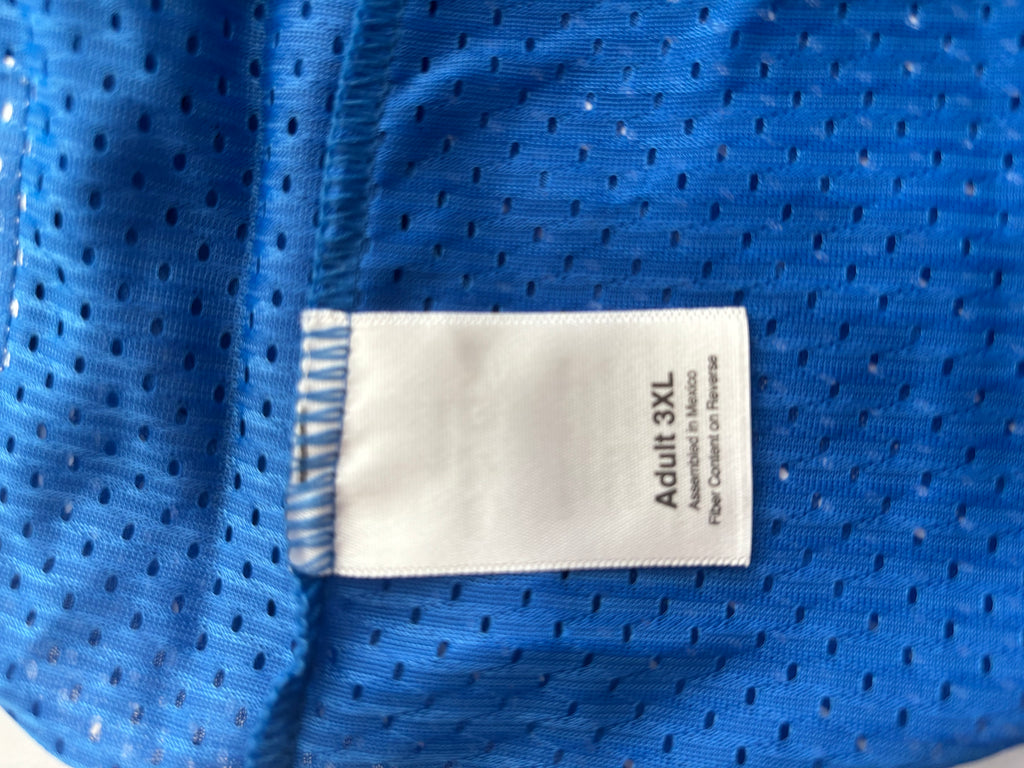 Adult 3XL
Assembled in Mexico
Fiber Content on Reverse